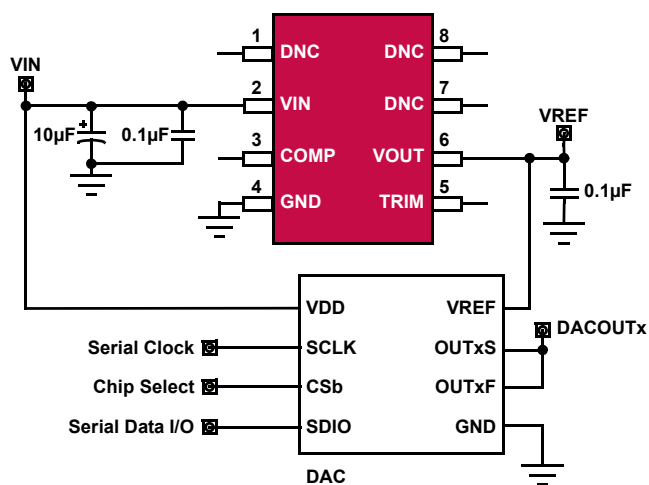 1 DNC DNC 8
VIN
2 VIN DNC 7
10µF 0.1µF
+
VREF
3 COMP VOUT 6
4 GND TRIM 5
0.1µF
VDD VREF
DACOUTx
Serial Clock SCLK OUTxS
Chip Select CSb OUTxF
Serial Data I/O SDIO GND
DAC